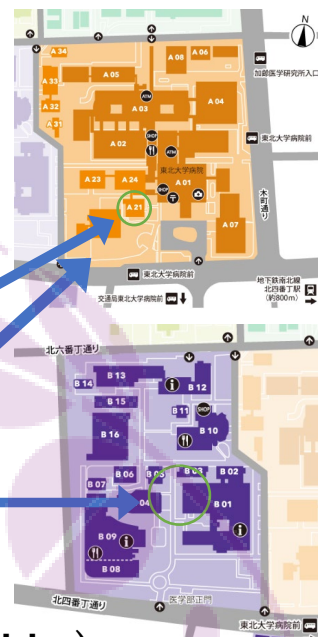 N
A 34
A 33
A 32
A 31
A 05
A 08
A 06
加齢医学研究所入口
ATM
A 03
A 04
SHOP
A 02
ATM
東北大学病院前
東北大学病院
A 23
A 24
SHOP
A 01
A 21
A 07
木町通り
東北大学病院前
交通局東北大学病院前
地下鉄南北線
北四番丁駅
(約800m)
北六番丁通り
B 13
B 14
B 12
B 15
B 11
SHOP
B 10
B 16
B 06
B 05
B 03
B 02
B 07
04
B 01
B 09
B 08
医学部正門
北四番丁通り
東北大学病院前